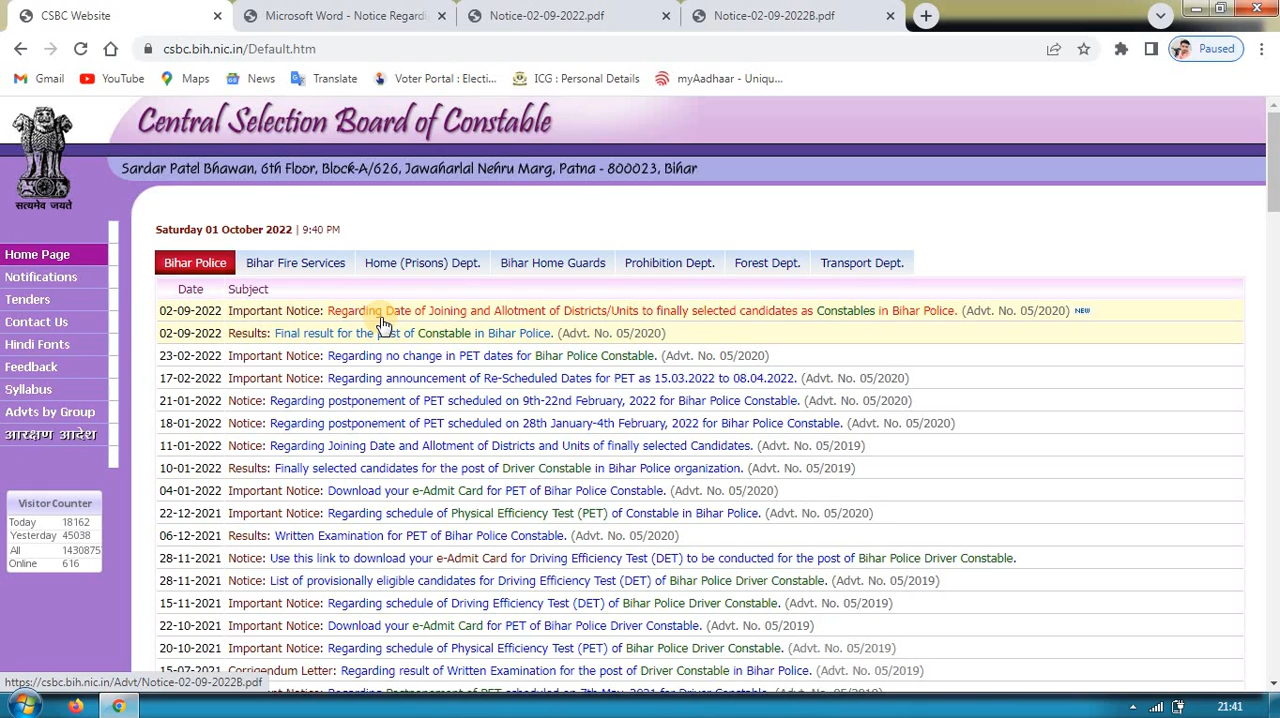 CSBC Website
Microsoft Word - Notice Regardi
Notice-02-09-2022.pdf
Notice-02-09-2022B.pdf
csbc.bih.nic.in/Default.htm
Paused
Gmail
YouTube
Maps
News
Translate
Voter Portal : Electi...
ICG : Personal Details
myAadhaar - Uniqu...
Central Selection Board of Constable
Sardar Patel Bhawan, 6th Floor, Block-A/626, Jawaharlal Nehru Marg, Patna - 800023, Bihar
सत्यमेव जयते
Home Page
Notifications
Tenders
Contact Us
Hindi Fonts
Feedback
Syllabus
Advts by Group
आरक्षण आदेश
Visitor Counter
Today 18162
Yesterday 45038
All 1430875
Online 616
Saturday 01 October 2022 | 9:40 PM
Bihar Police Bihar Fire Services Home (Prisons) Dept. Bihar Home Guards Prohibition Dept. Forest Dept. Transport Dept.
Date Subject
02-09-2022 Important Notice: Regarding Date of Joining and Allotment of Districts/Units to finally selected candidates as Constables in Bihar Police. (Advt. No. 05/2020) NEW
02-09-2022 Results: Final result for the post of Constable in Bihar Police. (Advt. No. 05/2020)
23-02-2022 Important Notice: Regarding no change in PET dates for Bihar Police Constable. (Advt. No. 05/2020)
17-02-2022 Important Notice: Regarding announcement of Re-Scheduled Dates for PET as 15.03.2022 to 08.04.2022. (Advt. No. 05/2020)
21-01-2022 Notice: Regarding postponement of PET scheduled on 9th-22nd February, 2022 for Bihar Police Constable. (Advt. No. 05/2020)
18-01-2022 Notice: Regarding postponement of PET scheduled on 28th January-4th February, 2022 for Bihar Police Constable. (Advt. No. 05/2020)
11-01-2022 Notice: Regarding Joining Date and Allotment of Districts and Units of finally selected Candidates. (Advt. No. 05/2019)
10-01-2022 Results: Finally selected candidates for the post of Driver Constable in Bihar Police organization. (Advt. No. 05/2019)
04-01-2022 Important Notice: Download your e-Admit Card for PET of Bihar Police Constable. (Advt. No. 05/2020)
22-12-2021 Important Notice: Regarding schedule of Physical Efficiency Test (PET) of Constable in Bihar Police. (Advt. No. 05/2020)
06-12-2021 Results: Written Examination for PET of Bihar Police Constable. (Advt. No. 05/2020)
28-11-2021 Notice: Use this link to download your e-Admit Card for Driving Efficiency Test (DET) to be conducted for the post of Bihar Police Driver Constable.
28-11-2021 Notice: List of provisionally eligible candidates for Driving Efficiency Test (DET) of Bihar Police Driver Constable. (Advt. No. 05/2019)
15-11-2021 Important Notice: Regarding schedule of Driving Efficiency Test (DET) of Bihar Police Driver Constable. (Advt. No. 05/2019)
22-10-2021 Important Notice: Download your e-Admit Card for PET of Bihar Police Driver Constable. (Advt. No. 05/2019)
20-10-2021 Important Notice: Regarding schedule of Physical Efficiency Test (PET) of Bihar Police Driver Constable. (Advt. No. 05/2019)
15-07-2021 Corrigendum Letter: Regarding result of Written Examination for the post of Driver Constable in Bihar Police. (Advt. No. 05/2019)
https://csbc.bih.nic.in/Advt/Notice-02-09-2022B.pdf
21:41